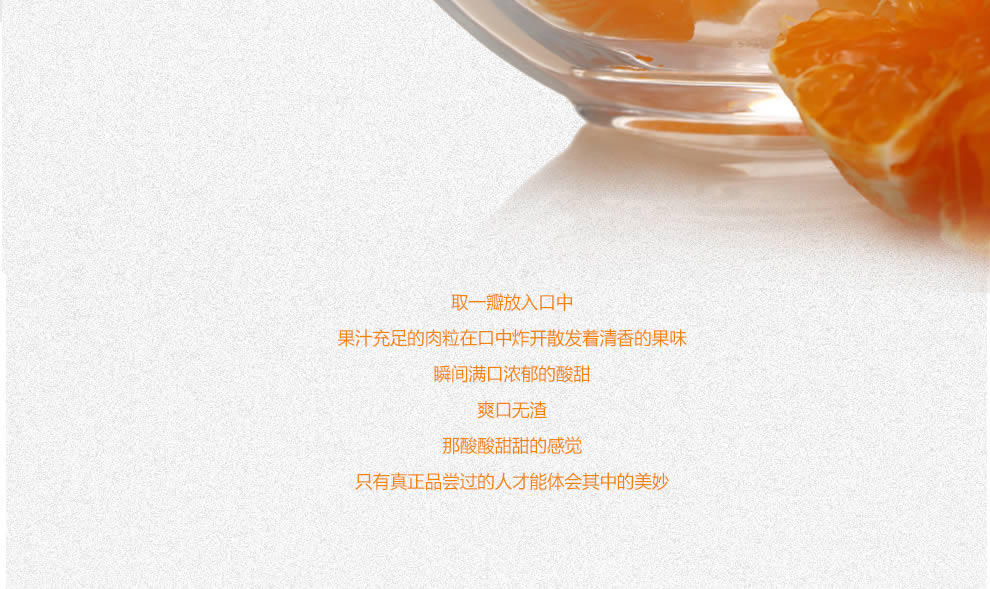 取一瓣放入口中
果汁充足的肉粒在口中炸开散发着清香的果味
瞬间满口浓郁的酸甜
爽口无渣
那酸酸甜甜的感觉
只有真正品尝过的人才能体会其中的美妙